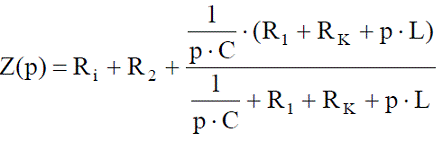 Z(p) = R_i + R_2 + \frac{\frac{1}{p \cdot C} \cdot (R_1 + R_K + p \cdot L)}{\frac{1}{p \cdot C} + R_1 + R_K + p \cdot L}